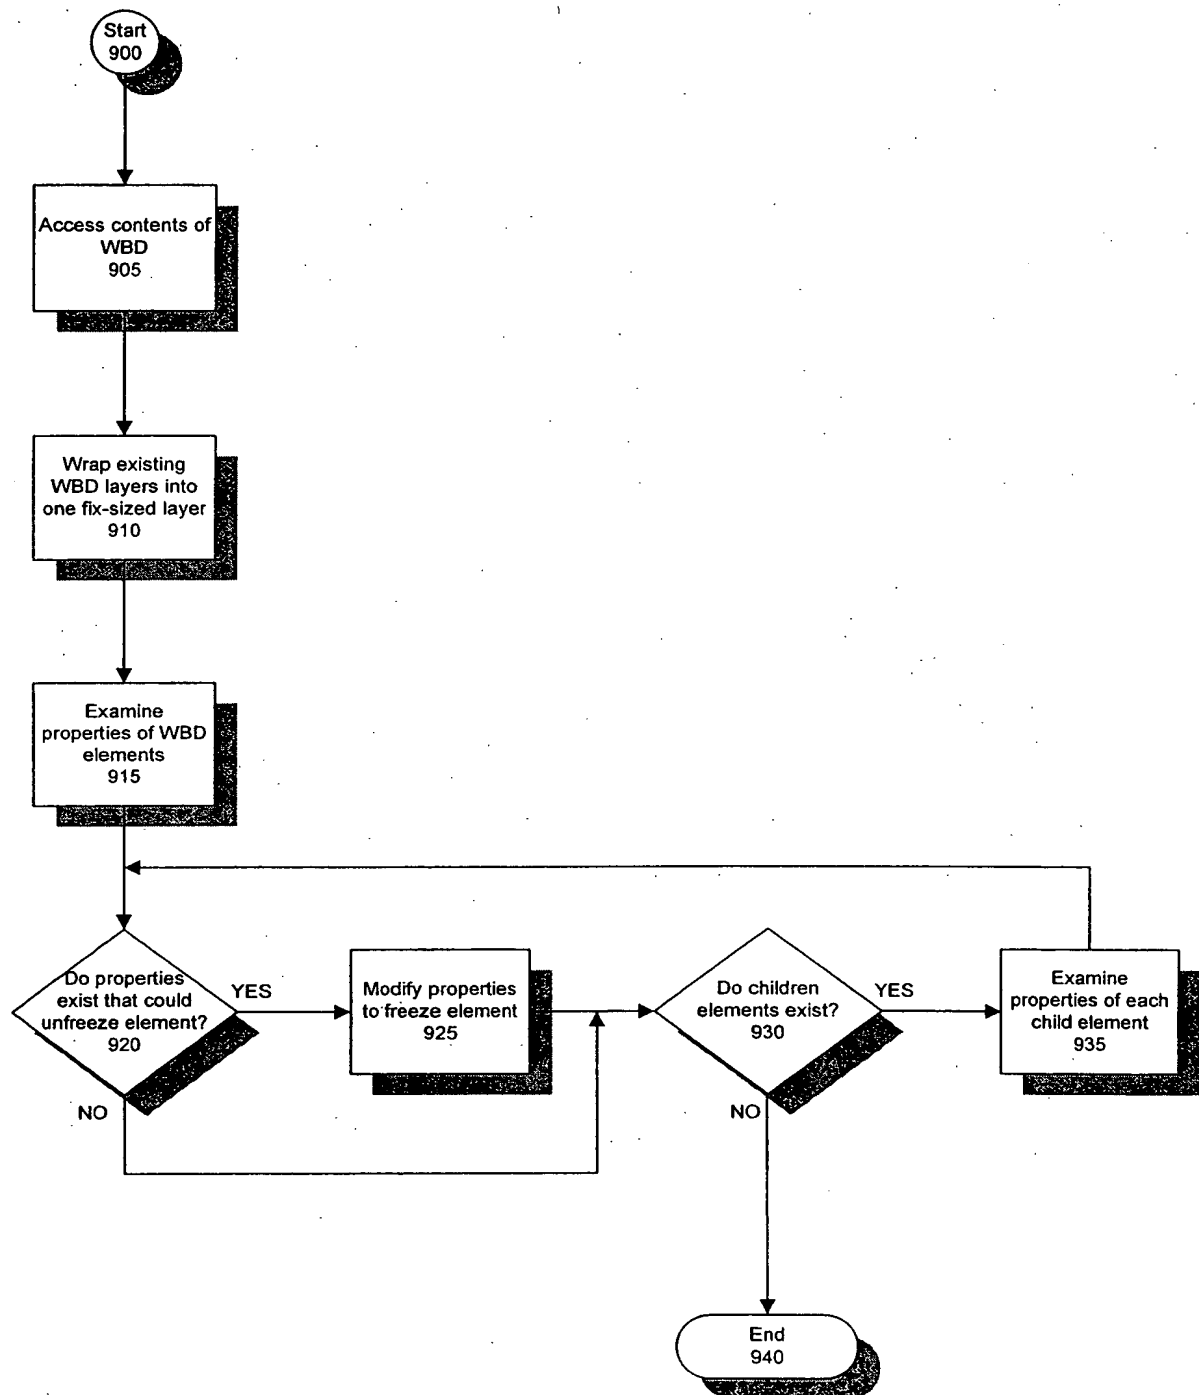 Start
900
Access contents of
WBD
905
Wrap existing
WBD layers into
one fix-sized layer
910
Examine
properties of WBD
elements
915
Do properties
exist that could
unfreeze element?
920
YES
NO
Modify properties
to freeze element
925
Do children
elements exist?
930
YES
NO
Examine
properties of each
child element
935
End
940